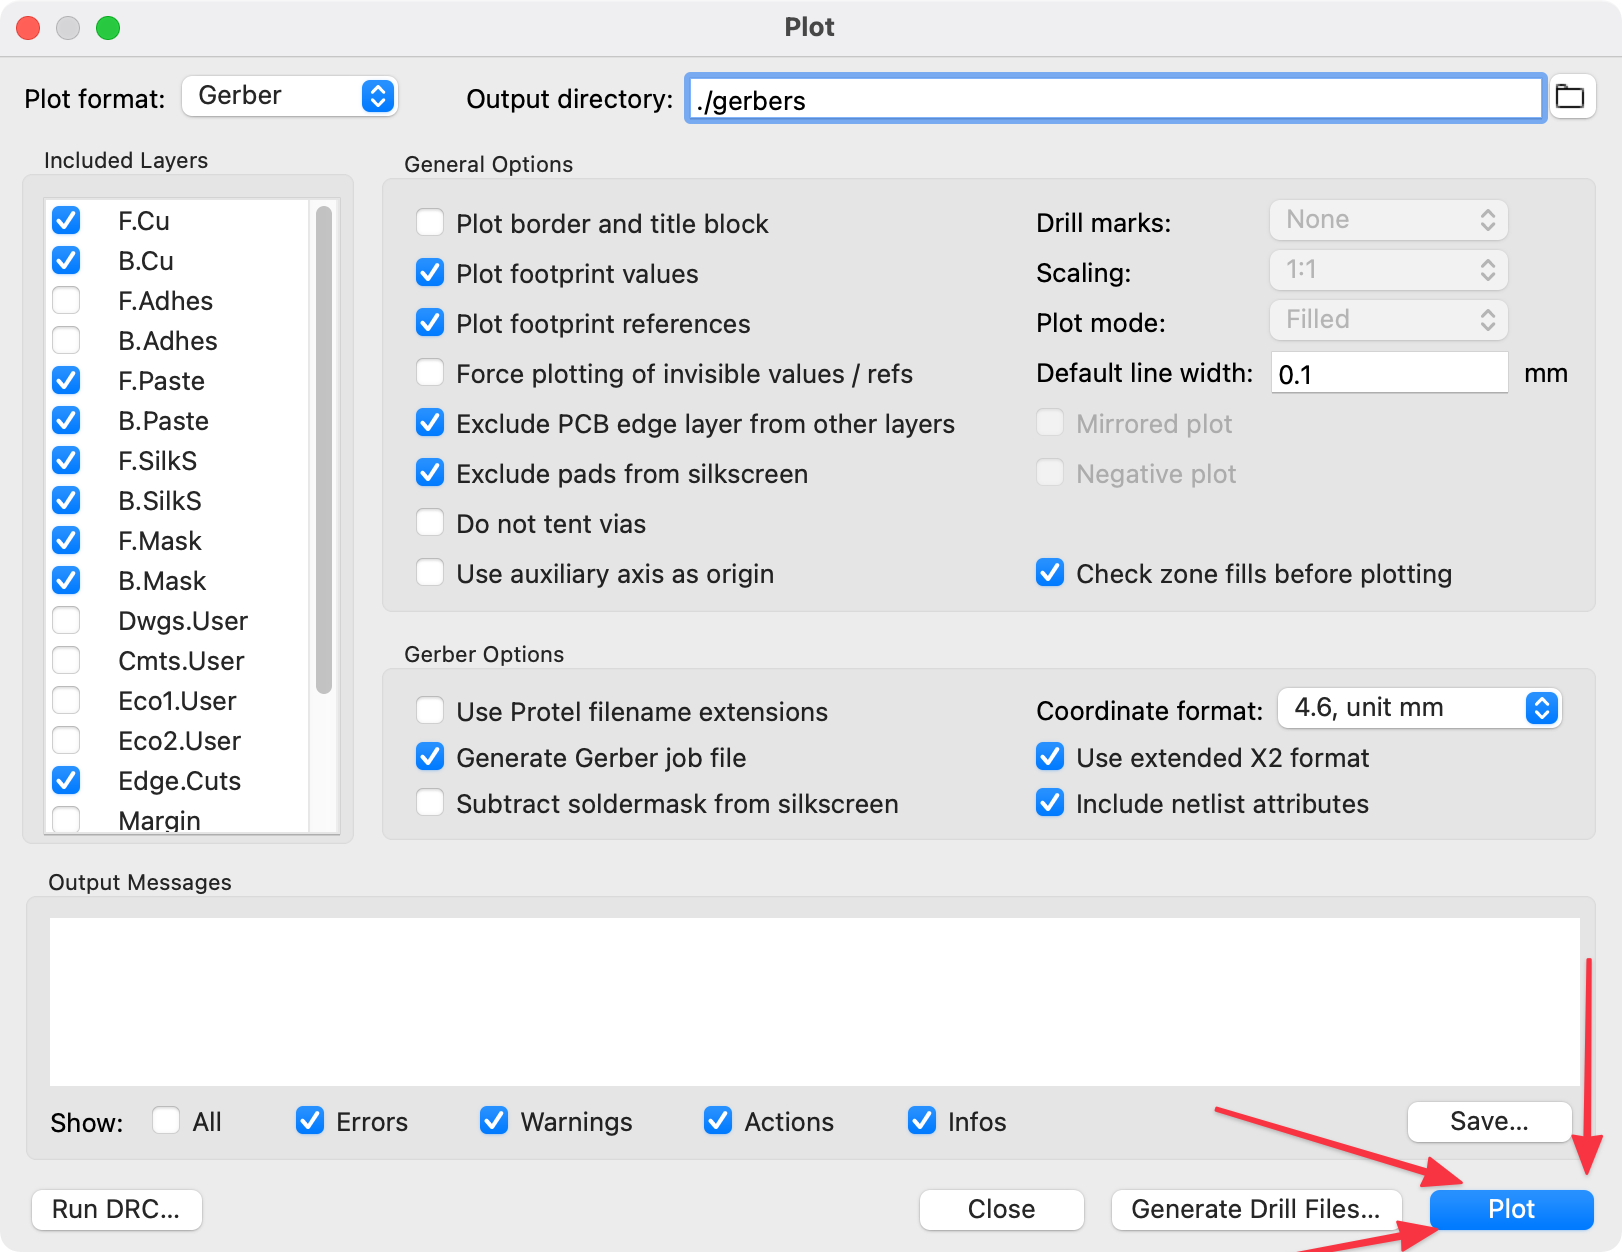 Plot
Plot format: Gerber
Output directory: ./gerbers
Included Layers
F.Cu
B.Cu
F.Adhes
B.Adhes
F.Paste
B.Paste
F.SilkS
B.SilkS
F.Mask
B.Mask
Dwgs.User
Cmts.User
Eco1.User
Eco2.User
Edge.Cuts
Margin
General Options
Plot border and title block
Plot footprint values
Plot footprint references
Force plotting of invisible values / refs
Exclude PCB edge layer from other layers
Exclude pads from silkscreen
Do not tent vias
Use auxiliary axis as origin
Drill marks: None
Scaling: 1:1
Plot mode: Filled
Default line width: 0.1 mm
Mirrored plot
Negative plot
Check zone fills before plotting
Gerber Options
Use Protel filename extensions
Generate Gerber job file
Subtract soldermask from silkscreen
Coordinate format: 4.6, unit mm
Use extended X2 format
Include netlist attributes
Output Messages
Show: All Errors Warnings Actions Infos
Save...
Run DRC... Close Generate Drill Files... Plot